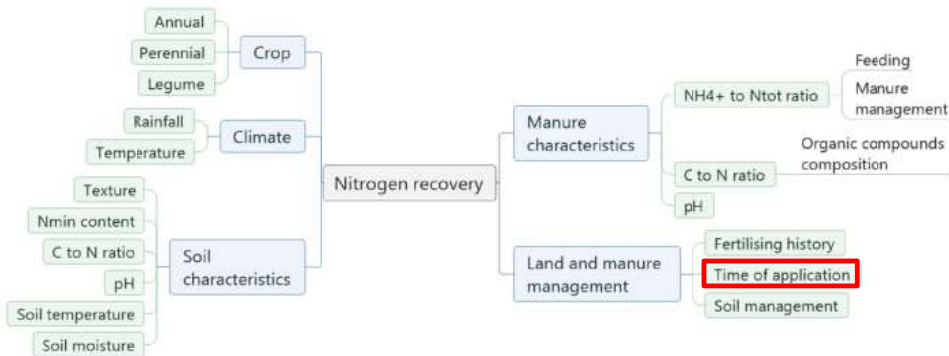 Annual
Perennial
Legume
Crop
Rainfall
Temperature
Climate
Texture
Nmin content
C to N ratio
pH
Soil temperature
Soil moisture
Soil
characteristics
Nitrogen recovery
Manure
characteristics
NH4+ to Ntot ratio
Feeding
Manure
management
C to N ratio
Organic compounds
composition
pH
Land and manure
management
Fertilising history
Time of application
Soil management